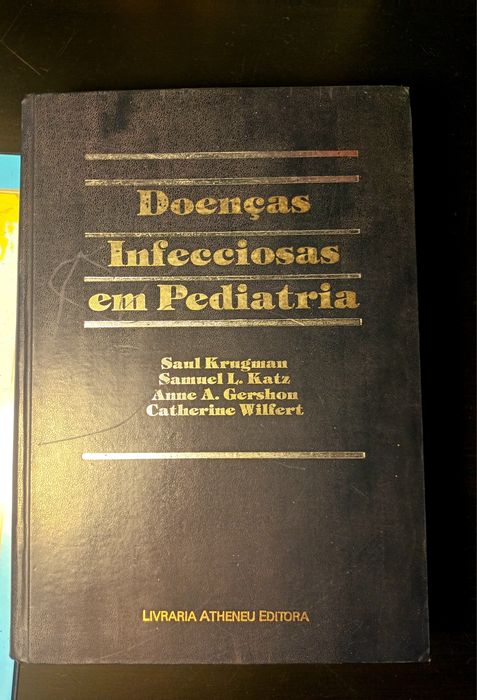 Doenças
Infecciosas
em Pediatria
Saul Krugman
Samuel L. Katz
Anne A. Gershon
Catherine Wilfert
LIVRARIA ATHENEU EDITORA